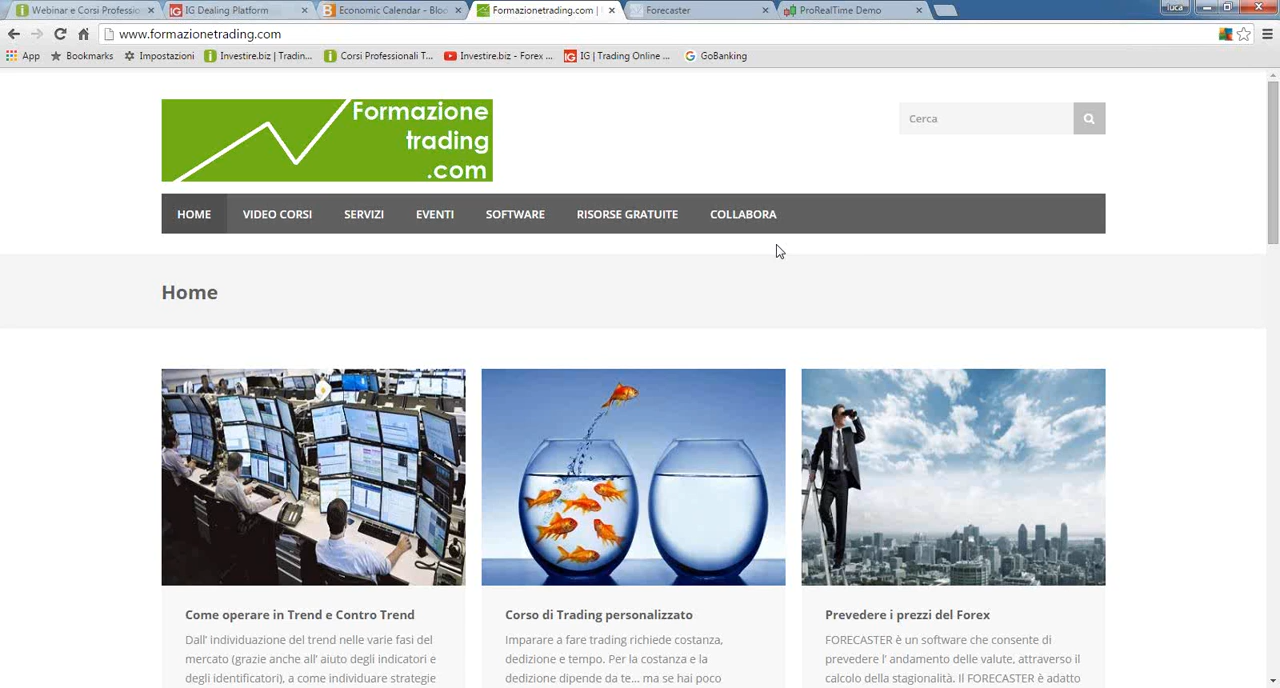 Webinar e Corsi Professio
IG Dealing Platform
Economic Calendar - Bloo
Formazionetrading.com |
Forecaster
ProRealTime Demo
luca
www.formazionetrading.com
App
Bookmarks
Impostazioni
Investire.biz | Tradin...
Corsi Professionali T...
Investire.biz - Forex ...
IG | Trading Online ...
GoBanking
Formazione
trading
.com
Cerca
HOME
VIDEO CORSI
SERVIZI
EVENTI
SOFTWARE
RISORSE GRATUITE
COLLABORA
Home
Come operare in Trend e Contro Trend
Dall' individuazione del trend nelle varie fasi del
mercato (grazie anche all' aiuto degli indicatori e
degli identificatori), a come individuare strategie
Corso di Trading personalizzato
Imparare a fare trading richiede costanza,
dedizione e tempo. Per la costanza e la
dedizione dipende da te... ma se hai poco
Prevedere i prezzi del Forex
FORECASTER è un software che consente di
prevedere l' andamento delle valute, attraverso il
calcolo della stagionalità. Il FORECASTER è adatto